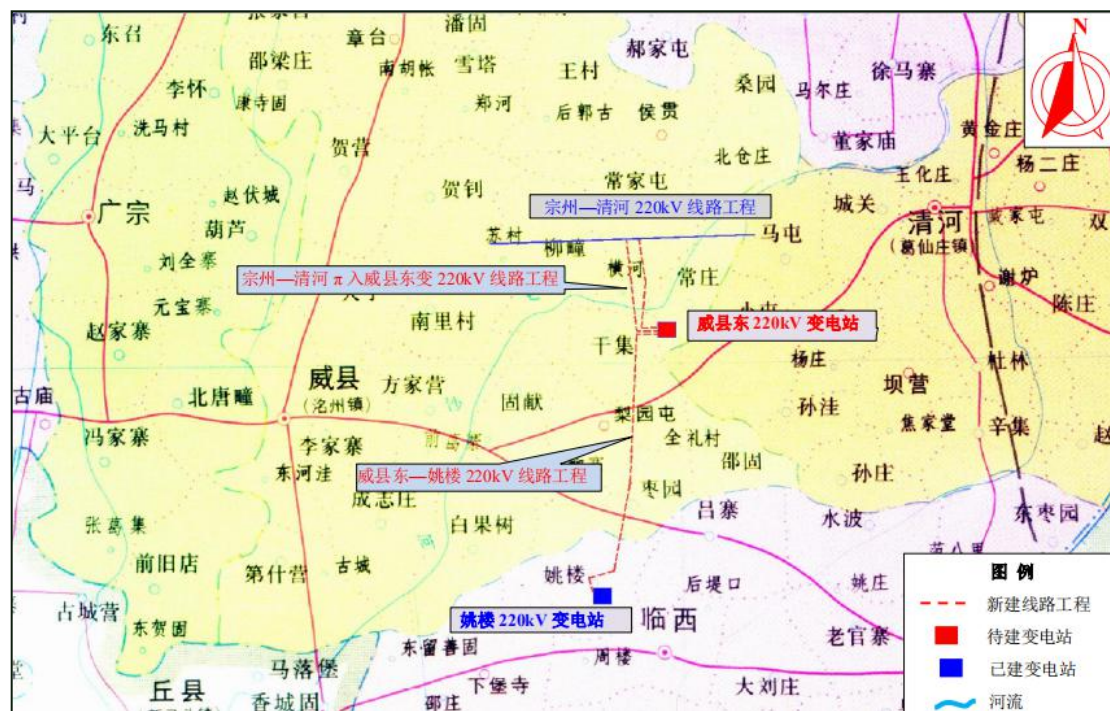 潘固
东召
章台
郝家屯
N
邵梁庄
南胡帐
雪塔
王村
桑园
徐马寨
李怀
康寺固
郑河
后郭古
侯贯
马尔庄
大平台
洗马村
董家庙
黄金庄
马
贺营
北仓庄
杨二庄
赵伏城
贺钊
常家屯
王化庄
广宗
宗州—清河 220kV 线路工程
城关
清河
葫芦
苏村
柳疃
马屯
双
(葛仙庄镇)
刘全寨
横河
常庄
谢炉
宗州—清河 π 入威县东变 220kV 线路工程
元宝寨
陈庄
赵家寨
南里村
干集
威县东 220kV 变电站
杨庄
杜林
威县
方家营
坝营
古庙
北唐疃
(洺州镇)
固献
梨园屯
孙洼
焦家堂
辛集
冯家寨
李家寨
全礼村
赵
东河洼
威县东—姚楼 220kV 线路工程
邵固
孙庄
成志庄
枣园
吕寨
水波
东枣园
张葛集
白果树
前旧店
第什营
古城
姚楼
后堤口
姚庄
图 例
新建线路工程
古城营
姚楼 220kV 变电站
临西
老官寨
待建变电站
东贺固
东留善固
周楼
已建变电站
马落堡
丘县
香城固
下堡寺
邵庄
大刘庄
河流